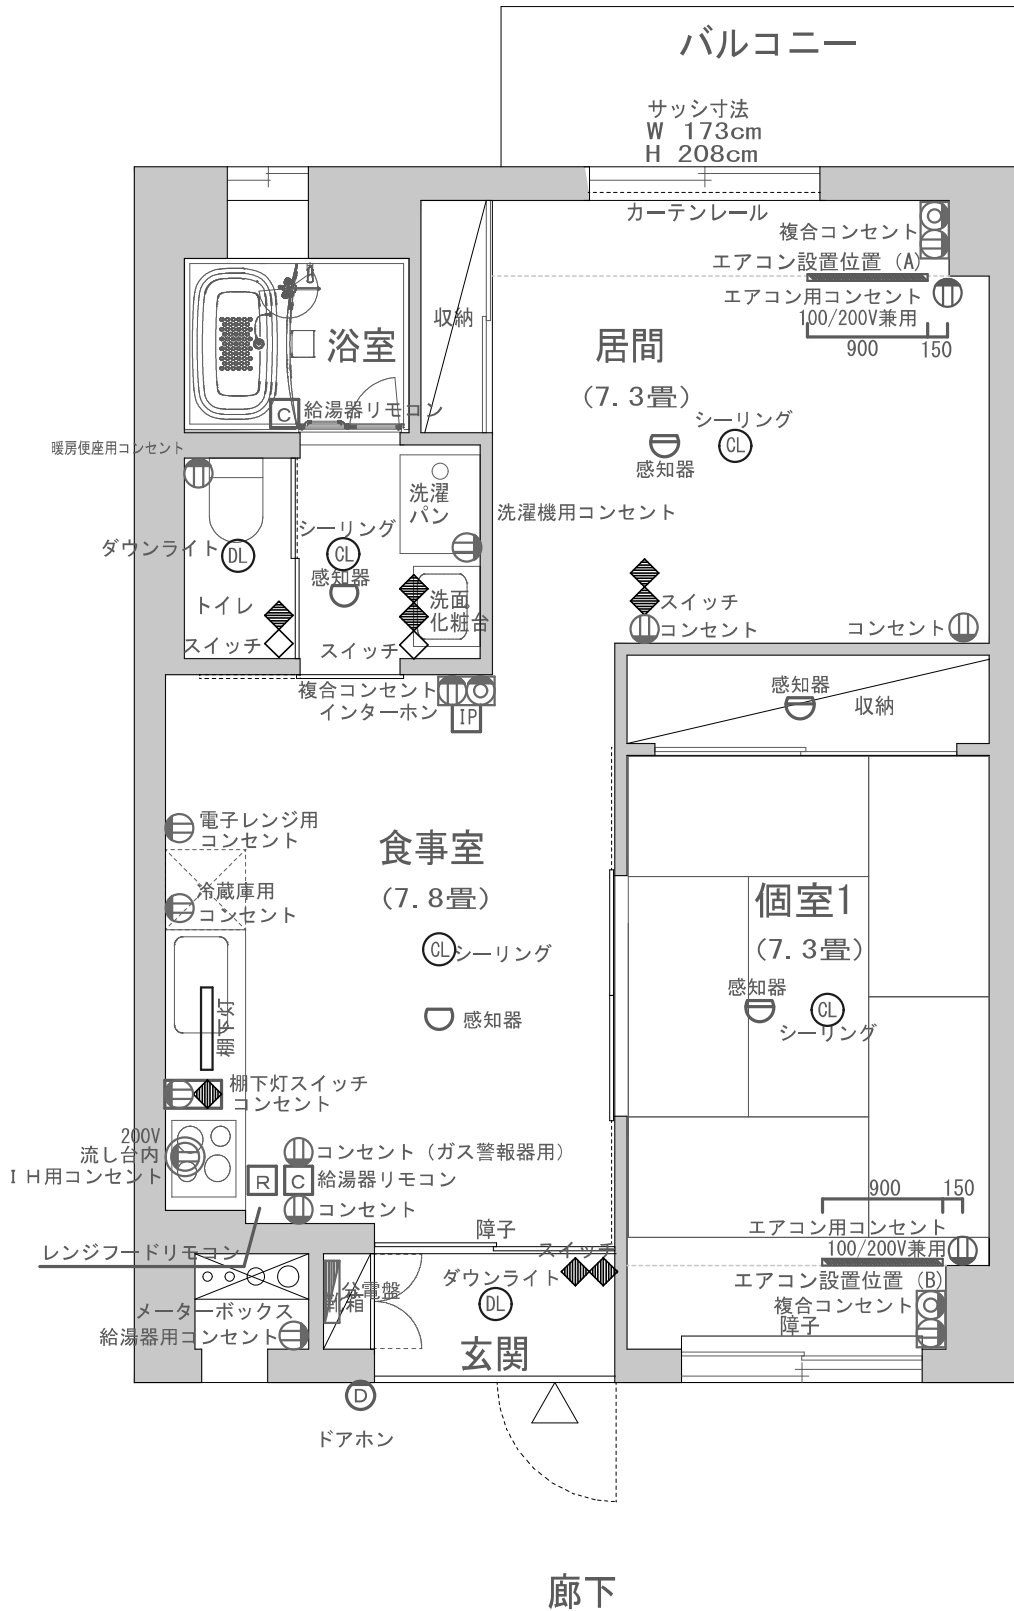 バルコニー
サッシ寸法
W 173cm
H 208cm
カーテンレール
複合コンセント
エアコン設置位置 (A)
エアコン用コンセント
100/200V兼用
900
150
収納
浴室
居間
(7.3畳)
C
給湯器リモコン
シーリング
CL
感知器
暖房便座用コンセント
洗濯
パン
洗濯機用コンセント
シーリング
ダウンライト
DL
CL
感知器
トイレ
洗面
化粧台
スイッチ
スイッチ
スイッチ
コンセント
コンセント
複合コンセント
インターホン
IP
感知器
収納
電子レンジ用
コンセント
食事室
(7.8畳)
冷蔵庫用
コンセント
個室1
(7.3畳)
CL
シーリング
感知器
CL
シーリング
棚下灯
感知器
棚下灯スイッチ
コンセント
200V
流し台内
IH用コンセント
コンセント (ガス警報器用)
R
C
給湯器リモコン
コンセント
レンジフードリモコン
障子
スイッチ
ダウンライト
DL
900
150
エアコン用コンセント
100/200V兼用
エアコン設置位置 (B)
複合コンセント
障子
分電盤
メーターボックス
給湯器用コンセント
玄関
D
ドアホン
廊下